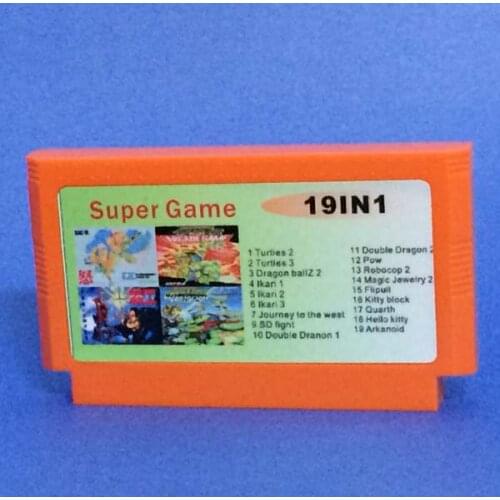 Super Game
19IN1
1 Turtles 2
2 Turtles 3
3 Dragon ballZ 2
4 Ikari 1
5 Ikari 2
6 Ikari 3
7 Journey to the west
9 SD fight
10 Double Dranon 1
11 Double Dragon 2
12 Pow
13 Robocop 2
14 Magic Jewelry 2
15 Flipull
16 Kitty block
17 Quarth
18 Hello kitty
19 Arkanoid